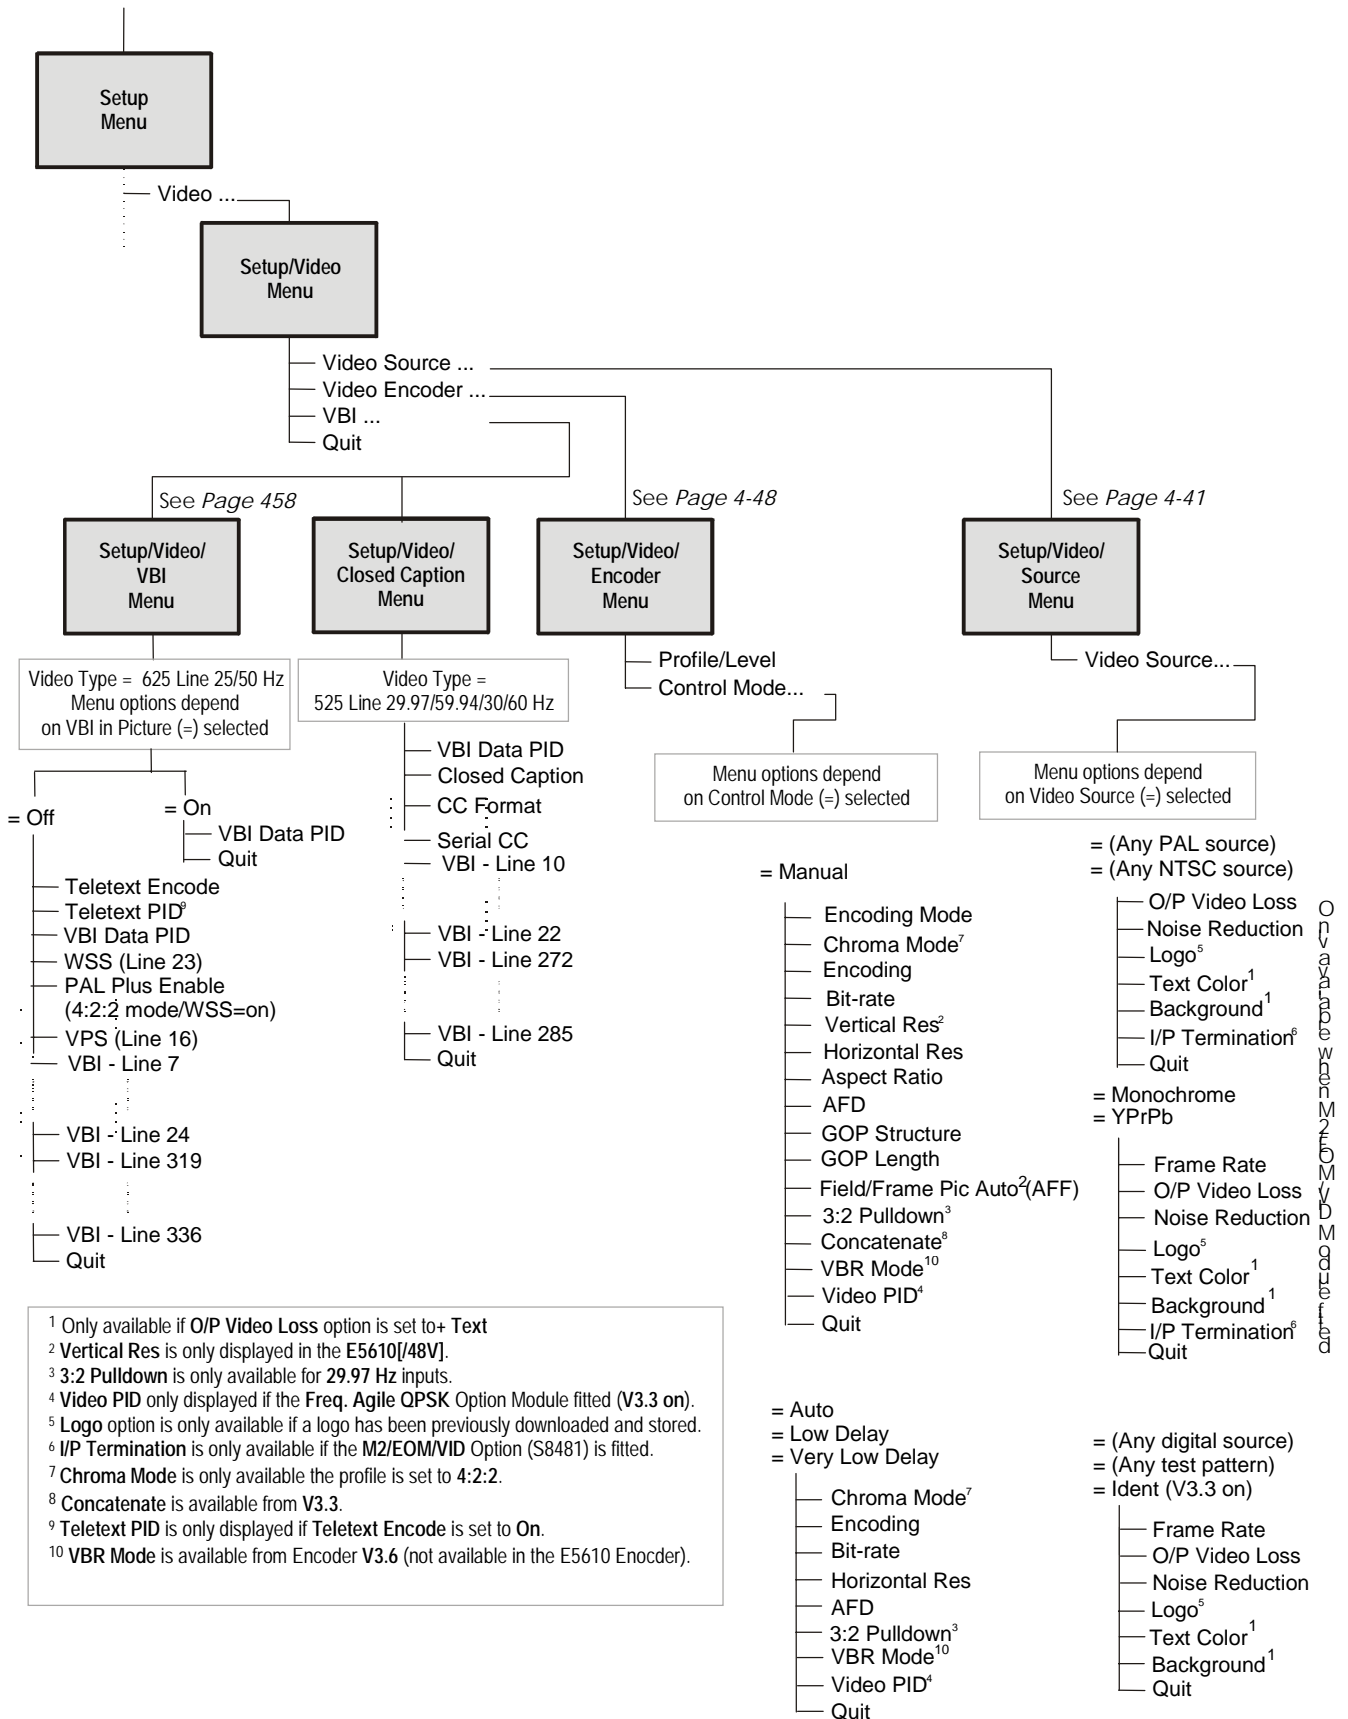 Setup
Menu
Video ...
Setup/Video
Menu
Video Source ...
Video Encoder ...
VBI ...
Quit
See Page 458
Setup/Video/
VBI
Menu
Video Type = 625 Line 25/50 Hz
Menu options depend
on VBI in Picture (=) selected
= Off
= On
VBI Data PID
Quit
Teletext Encode
Teletext PID⁹
VBI Data PID
WSS (Line 23)
PAL Plus Enable
(4:2:2 mode/WSS=on)
VPS (Line 16)
VBI - Line 7
VBI - Line 24
VBI - Line 319
VBI - Line 336
Quit
Setup/Video/
Closed Caption
Menu
Video Type =
525 Line 29.97/59.94/30/60 Hz
VBI Data PID
Closed Caption
CC Format
Serial CC
VBI - Line 10
VBI - Line 22
VBI - Line 272
VBI - Line 285
Quit
See Page 4-48
Setup/Video/
Encoder
Menu
Profile/Level
Control Mode...
Menu options depend
on Control Mode (=) selected
= Manual
Encoding Mode
Chroma Mode⁷
Encoding
Bit-rate
Vertical Res²
Horizontal Res
Aspect Ratio
AFD
GOP Structure
GOP Length
Field/Frame Pic Auto²(AFF)
3:2 Pulldown³
Concatenate⁸
VBR Mode¹⁰
Video PID⁴
Quit
= Auto
= Low Delay
= Very Low Delay
Chroma Mode⁷
Encoding
Bit-rate
Horizontal Res
AFD
3:2 Pulldown³
VBR Mode¹⁰
Video PID⁴
Quit
See Page 4-41
Setup/Video/
Source
Menu
Video Source...
Menu options depend
on Video Source (=) selected
= (Any PAL source)
= (Any NTSC source)
O/P Video Loss
Noise Reduction
Logo⁵
Text Color¹
Background¹
I/P Termination⁶
Quit
= Monochrome
= YPrPb
Frame Rate
O/P Video Loss
Noise Reduction
Logo⁵
Text Color¹
Background¹
I/P Termination⁶
Quit
= (Any digital source)
= (Any test pattern)
= Ident (V3.3 on)
Frame Rate
O/P Video Loss
Noise Reduction
Logo⁵
Text Color¹
Background¹
Quit
¹ Only available if O/P Video Loss option is set to+ Text
² Vertical Res is only displayed in the E5610[/48V].
³ 3:2 Pulldown is only available for 29.97 Hz inputs.
⁴ Video PID only displayed if the Freq. Agile QPSK Option Module fitted (V3.3 on).
⁵ Logo option is only available if a logo has been previously downloaded and stored.
⁶ I/P Termination is only available if the M2/EOM/VID Option (S8481) is fitted.
⁷ Chroma Mode is only available the profile is set to 4:2:2.
⁸ Concatenate is available from V3.3.
⁹ Teletext PID is only displayed if Teletext Encode is set to On.
¹⁰ VBR Mode is available from Encoder V3.6 (not available in the E5610 Enocder).